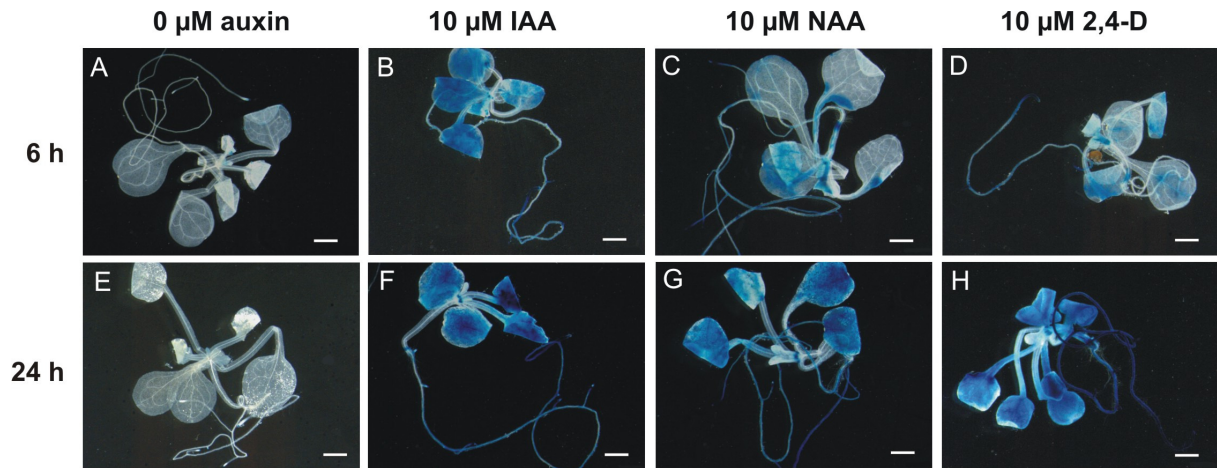 0 µM auxin 10 µM IAA 10 µM NAA 10 µM 2,4-D
6 h
A B C D
24 h
E F G H